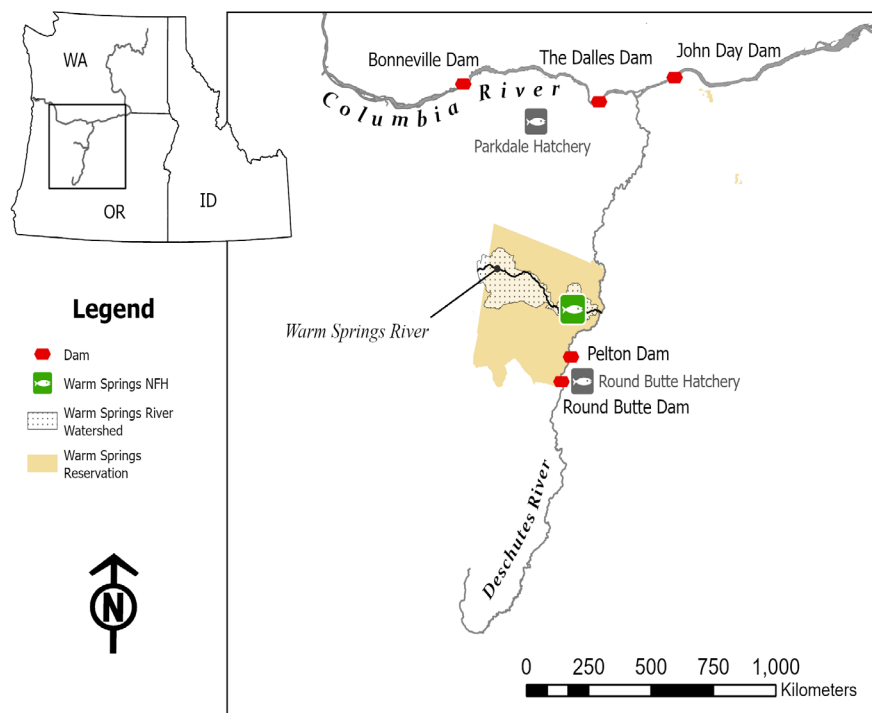 WA
OR
ID
Bonneville Dam
The Dalles Dam
John Day Dam
Columbia River
Parkdale Hatchery
Warm Springs River
Pelton Dam
Round Butte Hatchery
Round Butte Dam
Deschutes River
Legend
Dam
Warm Springs NFH
Warm Springs River
Watershed
Warm Springs
Reservation
N
0 250 500 750 1,000
Kilometers